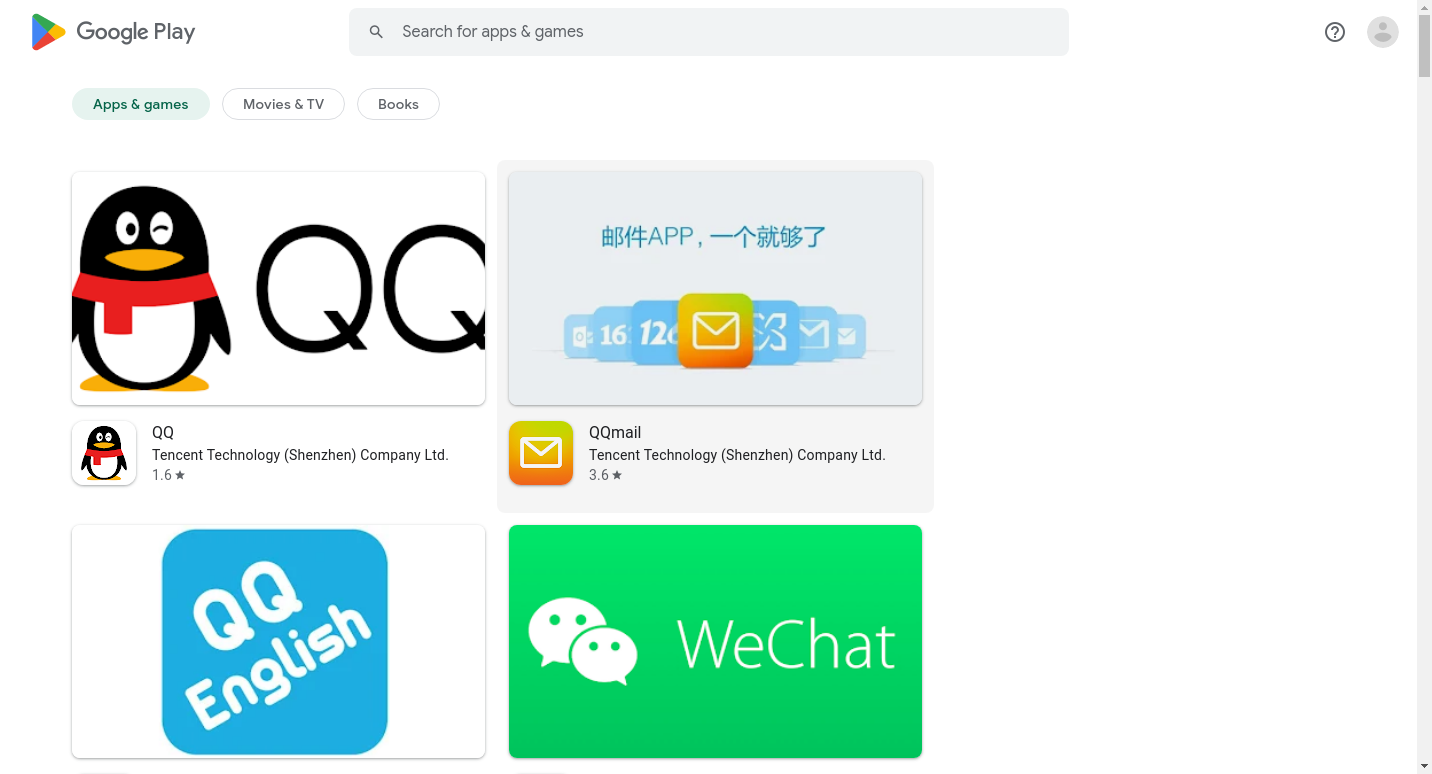 Google Play
Search for apps & games
Apps & games
Movies & TV
Books
QQ
邮件APP，一个就够了
QQ
Tencent Technology (Shenzhen) Company Ltd.
1.6
QQmail
Tencent Technology (Shenzhen) Company Ltd.
3.6
QQ
English
WeChat